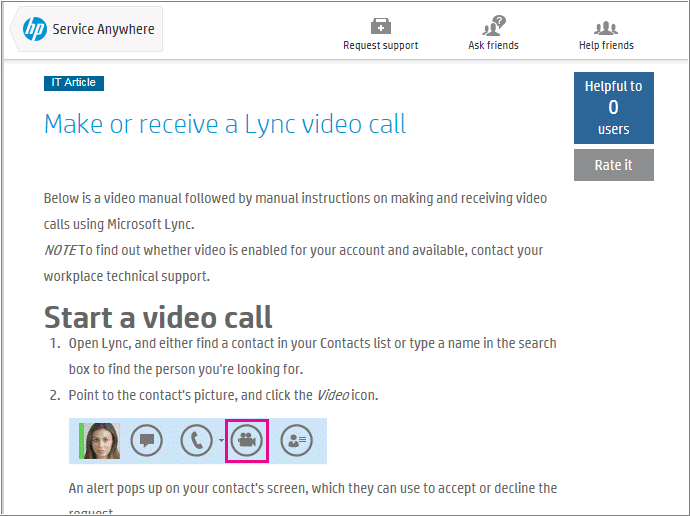 hp Service Anywhere
Request support
Ask friends
Help friends
IT Article
Make or receive a Lync video call
Helpful to
0
users
Rate it
Below is a video manual followed by manual instructions on making and receiving video
calls using Microsoft Lync.
NOTE To find out whether video is enabled for your account and available, contact your
workplace technical support.
Start a video call
1. Open Lync, and either find a contact in your Contacts list or type a name in the search
box to find the person you're looking for.
2. Point to the contact's picture, and click the Video icon.
An alert pops up on your contact's screen, which they can use to accept or decline the
request.